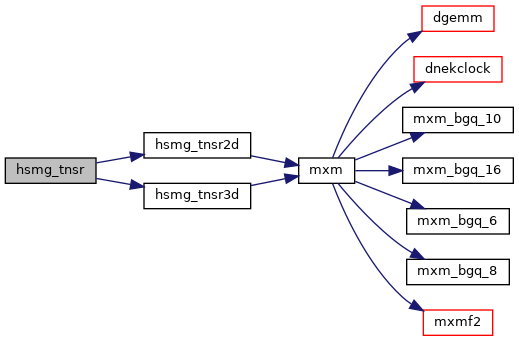 dgemm
dnekclock
mxm_bgq_10
hsmg_tnsr2d
hsmg_tnsr
mxm
mxm_bgq_16
hsmg_tnsr3d
mxm_bgq_6
mxm_bgq_8
mxmf2